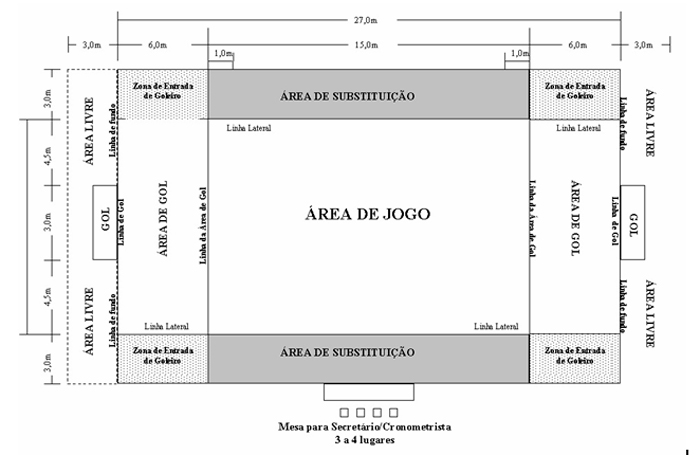 27,0m
3,0m
6,0m
15,0m
6,0m
3,0m
1,0m
1,0m
Zona de Entrada
de Goleiro
ÁREA DE SUBSTITUIÇÃO
Zona de Entrada
de Goleiro
3,0m
ÁREA LIVRE
Linha de fundo
Linha Lateral
Linha Lateral
Linha de fundo
ÁREA LIVRE
4,5m
3,0m
GOL
Linha de Gol
ÁREA DE GOL
Linha da Área de Gol
ÁREA DE JOGO
Linha da Área de Gol
ÁREA DE GOL
Linha de Gol
GOL
4,5m
ÁREA LIVRE
Linha de fundo
Linha Lateral
Linha Lateral
Linha de fundo
ÁREA LIVRE
3,0m
Zona de Entrada
de Goleiro
ÁREA DE SUBSTITUIÇÃO
Zona de Entrada
de Goleiro
Mesa para Secretário/Cronometrista
3 a 4 lugares